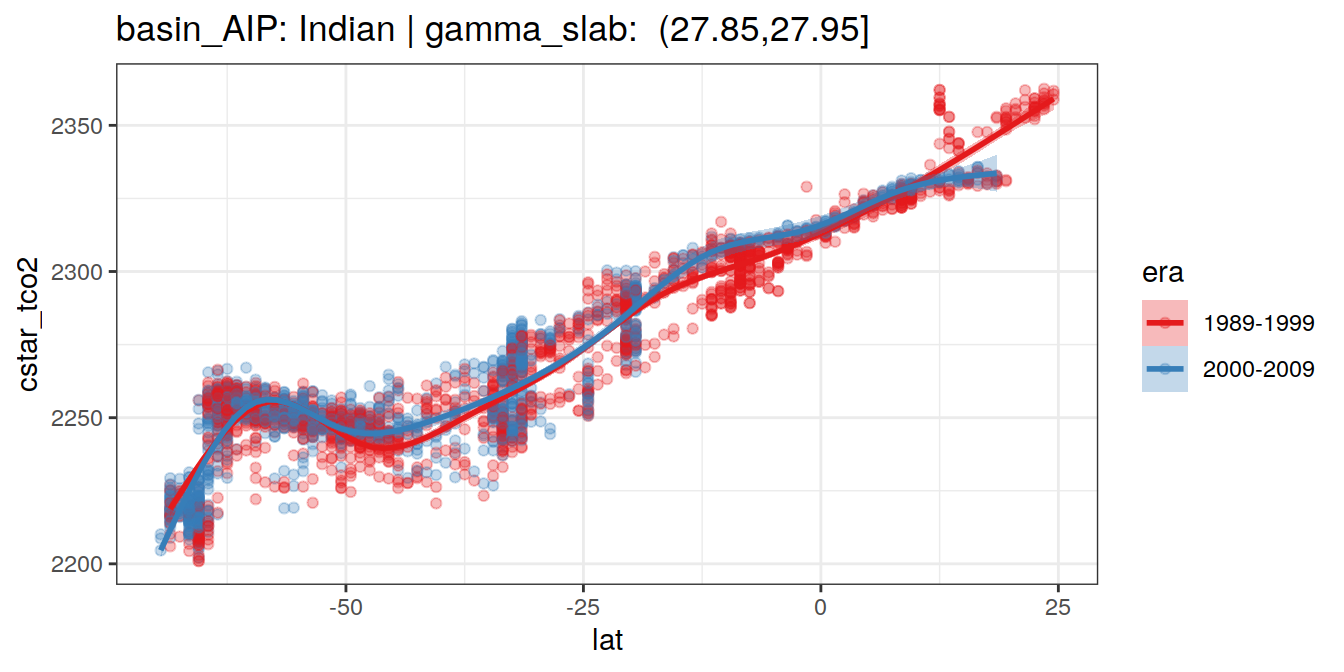 basin_AIP: Indian | gamma_slab:  (27.85,27.95]
2350
2300
2250
2200
cstar_tco2
-50
-25
0
25
lat
era
1989-1999
2000-2009